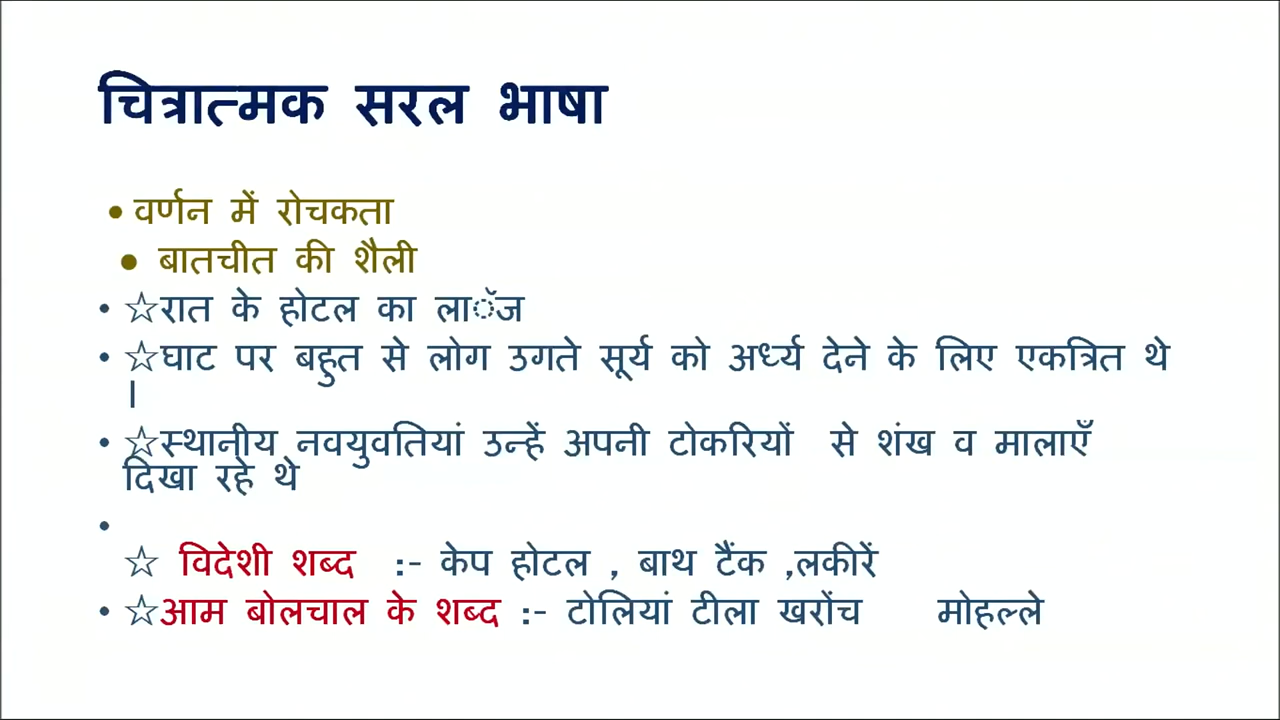 चित्रात्मक सरल भाषा
• वर्णन में रोचकता
● बातचीत की शैली
• ☆रात के होटल का लाॅज
• ☆घाट पर बहुत से लोग उगते सूर्य को अर्ध्य देने के लिए एकत्रित थे
|
• ☆स्थानीय नवयुवतियां उन्हें अपनी टोकरियों से शंख व मालाएँ
दिखा रहे थे
•
☆ विदेशी शब्द :- केप होटल , बाथ टैंक ,लकीरें
• ☆आम बोलचाल के शब्द :- टोलियां टीला खरोंच मोहल्ले